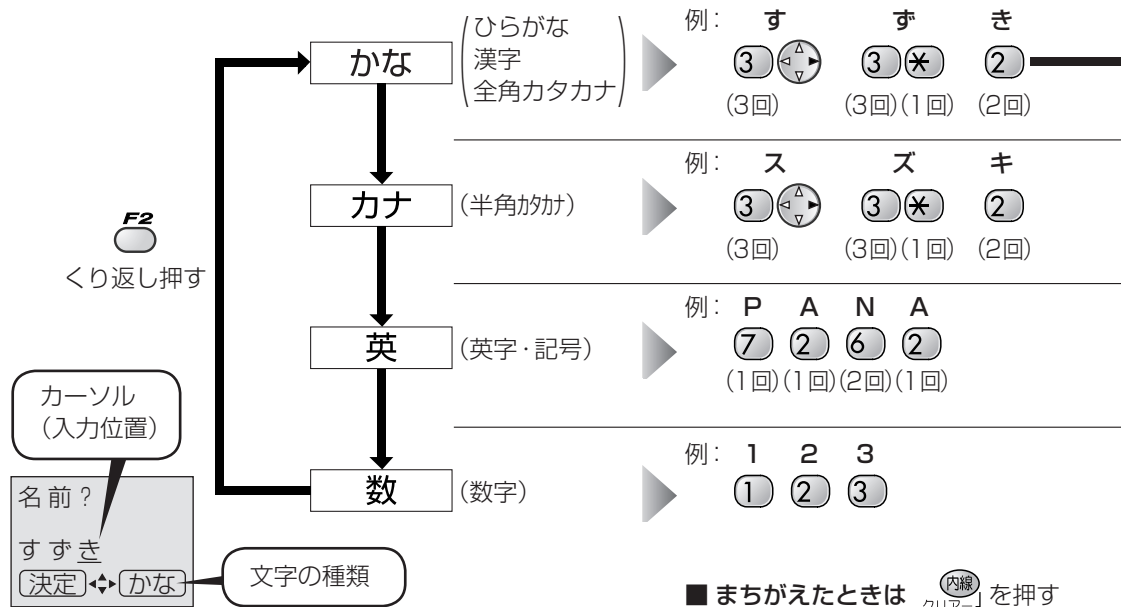 F2
くり返し押す
かな
(ひらがな
漢字
全角カタカナ)
例: す ず き
3 3 * 2
(3回) (3回)(1回) (2回)
カナ
(半角カタカナ)
例: ス ズ キ
3 3 * 2
(3回) (3回)(1回) (2回)
英
(英字・記号)
例: P A N A
7 2 6 2
(1回)(1回)(2回)(1回)
数
(数字)
例: 1 2 3
1 2 3
カーソル
(入力位置)
名前?
すずき
決定 かな
文字の種類
■ まちがえたときは 内線 を押す
クリアー